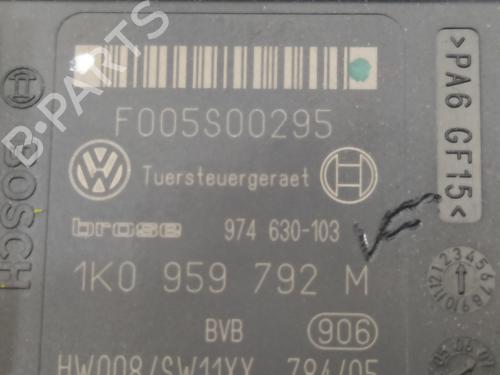 F005S00295
Tuersteuergeraet
brose 974 630-103
1K0 959 792 M
BVB 906
HW008/SW11XX 784/05
>PA6 GF15<
BOSCH
B-PARTS